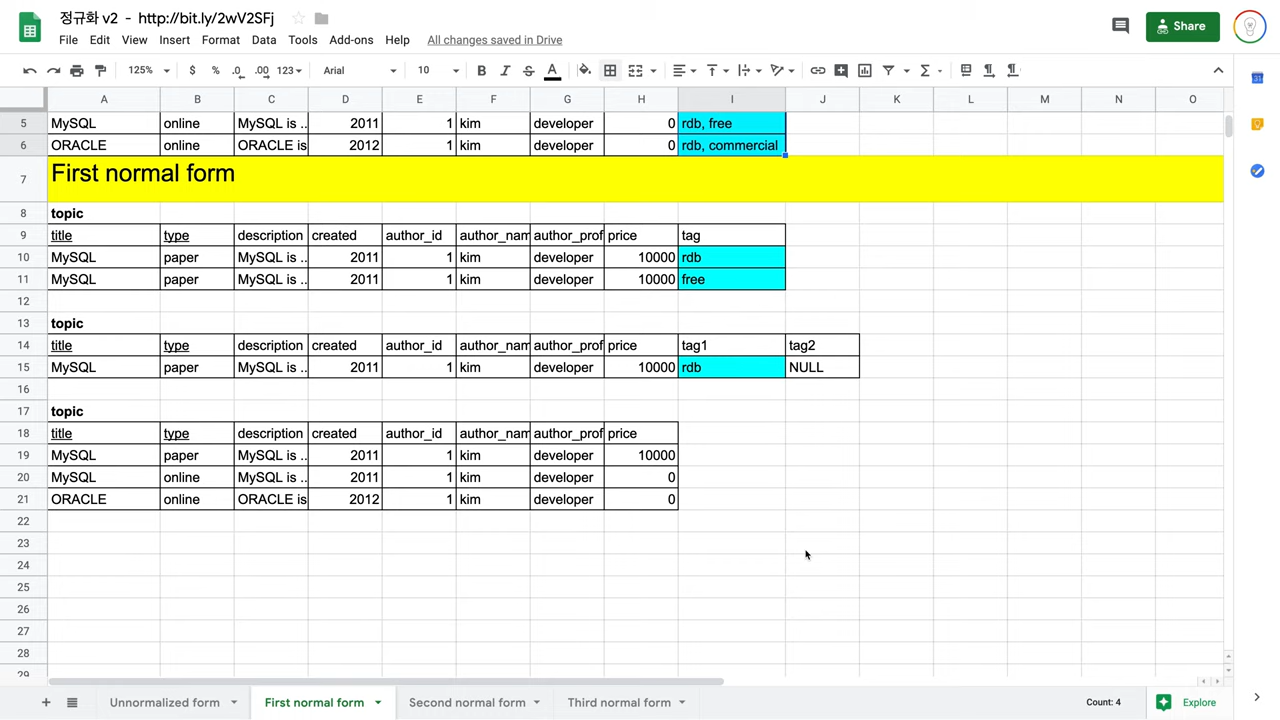 정규화 v2 - http://bit.ly/2wV2SFj
File Edit View Insert Format Data Tools Add-ons Help All changes saved in Drive
Share
125% $ % .0 .00 123 Arial 10 B I S A
A B C D E F G H I J K L M N O
5 MySQL online MySQL is .. 2011 1 kim developer 0 rdb, free
6 ORACLE online ORACLE is 2012 1 kim developer 0 rdb, commercial
7 First normal form
8 topic
9 title type description created author_id author_nam author_prof price tag
10 MySQL paper MySQL is .. 2011 1 kim developer 10000 rdb
11 MySQL paper MySQL is .. 2011 1 kim developer 10000 free
12
13 topic
14 title type description created author_id author_nam author_prof price tag1 tag2
15 MySQL paper MySQL is .. 2011 1 kim developer 10000 rdb NULL
16
17 topic
18 title type description created author_id author_nam author_prof price
19 MySQL paper MySQL is .. 2011 1 kim developer 10000
20 MySQL online MySQL is .. 2011 1 kim developer 0
21 ORACLE online ORACLE is 2012 1 kim developer 0
22
23
24
25
26
27
28
29
Unnormalized form First normal form Second normal form Third normal form Count: 4 Explore